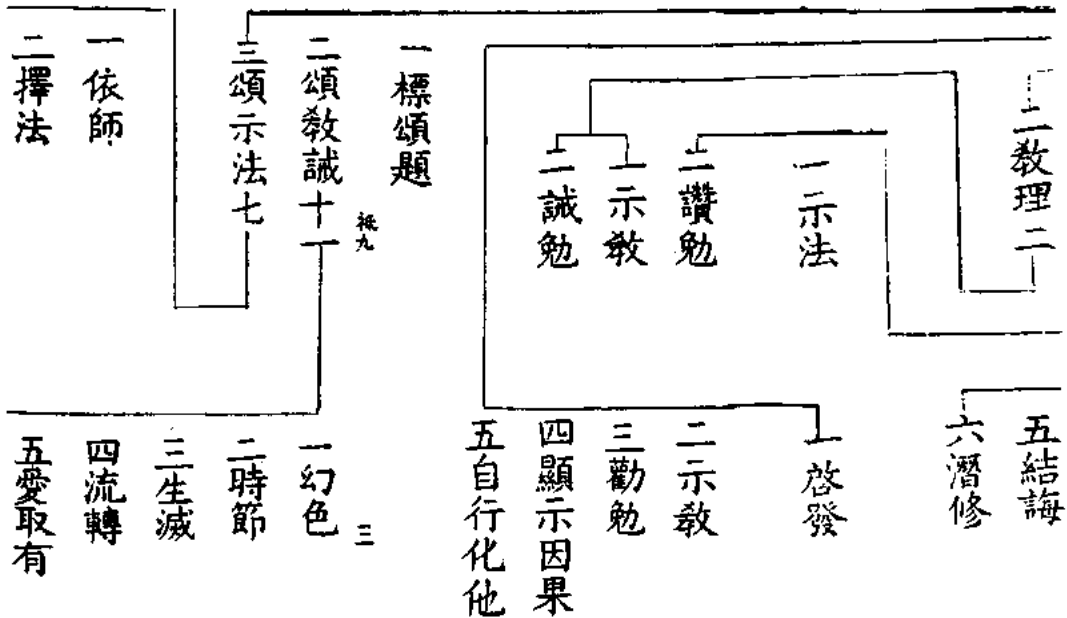 二教理二
一示法
二讚勉
一示教
二誡勉
一標頌題
二頌教誡十一
祗九
三頌示法七
一依師
二擇法
五結誨
六潛修
一啓發
二示教
三勸勉
四顯示因果
五自行化他
三
一幻色
二時節
三生滅
四流轉
五愛取有